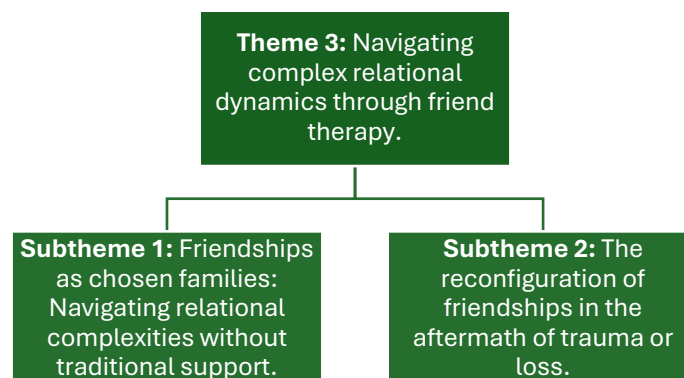 Theme 3: Navigating
complex relational
dynamics through friend
therapy.
Subtheme 1: Friendships
as chosen families:
Navigating relational
complexities without
traditional support.
Subtheme 2: The
reconfiguration of
friendships in the
aftermath of trauma or
loss.